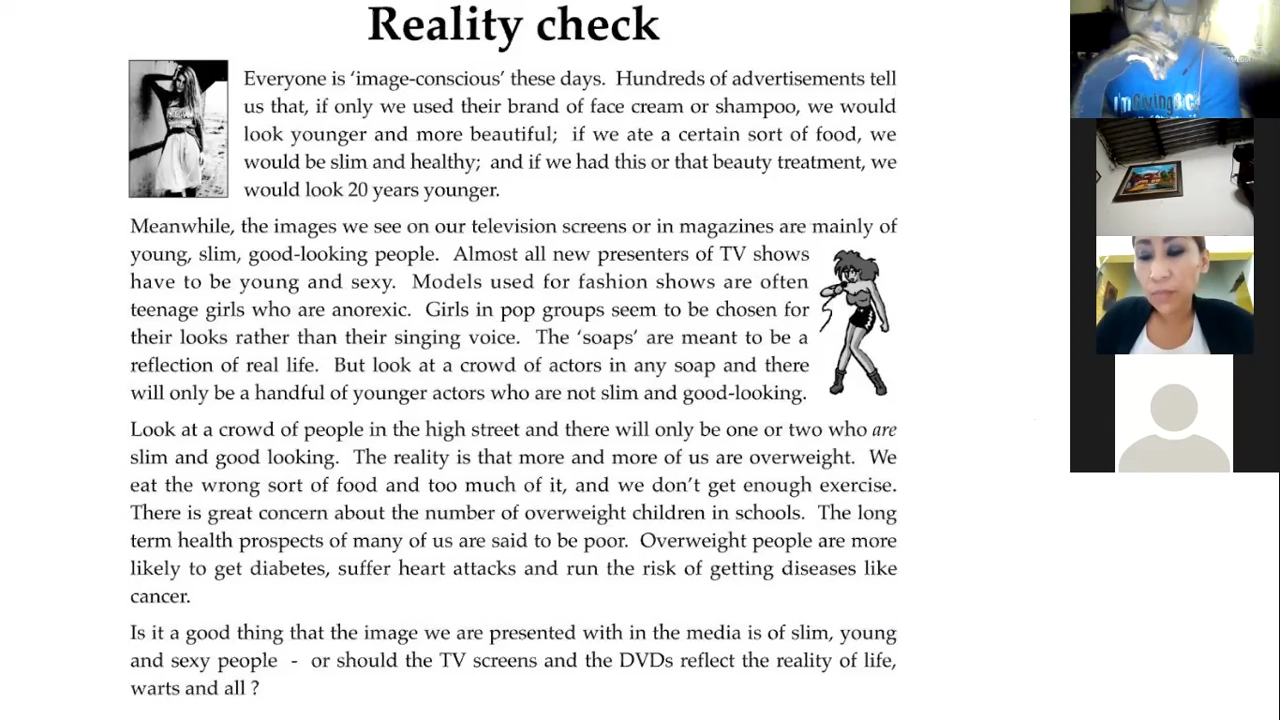 Reality check
Everyone is ‘image-conscious’ these days. Hundreds of advertisements tell
us that, if only we used their brand of face cream or shampoo, we would
look younger and more beautiful; if we ate a certain sort of food, we
would be slim and healthy; and if we had this or that beauty treatment, we
would look 20 years younger.
Meanwhile, the images we see on our television screens or in magazines are mainly of
young, slim, good-looking people. Almost all new presenters of TV shows
have to be young and sexy. Models used for fashion shows are often
teenage girls who are anorexic. Girls in pop groups seem to be chosen for
their looks rather than their singing voice. The ‘soaps’ are meant to be a
reflection of real life. But look at a crowd of actors in any soap and there
will only be a handful of younger actors who are not slim and good-looking.
Look at a crowd of people in the high street and there will only be one or two who are
slim and good looking. The reality is that more and more of us are overweight. We
eat the wrong sort of food and too much of it, and we don’t get enough exercise.
There is great concern about the number of overweight children in schools. The long
term health prospects of many of us are said to be poor. Overweight people are more
likely to get diabetes, suffer heart attacks and run the risk of getting diseases like
cancer.
Is it a good thing that the image we are presented with in the media is of slim, young
and sexy people - or should the TV screens and the DVDs reflect the reality of life,
warts and all ?
I'm Giving